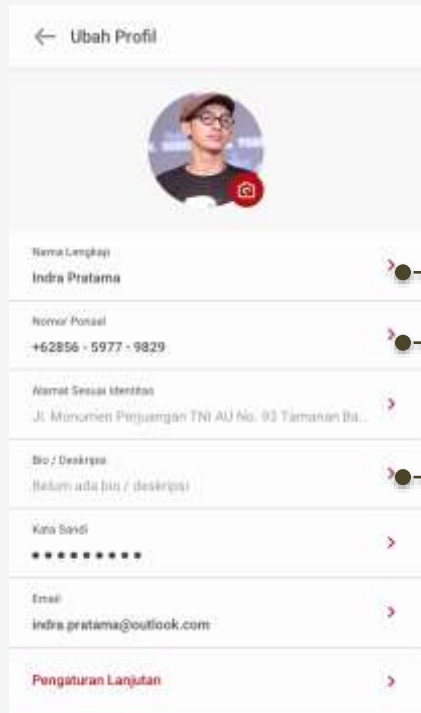 Ubah Profil
Nama Lengkap
Indra Pratama
Nomor Ponsel
+62856 - 5977 - 9829
Alamat Sesuai Identitas
Jl. Monumen Perjuangan TNI AU No. 93 Tamanan Ba...
Bio / Deskripsi
Belum ada bio / deskripsi
Kata Sandi
Email
indra.pratama@outlook.com
Pengaturan Lanjutan